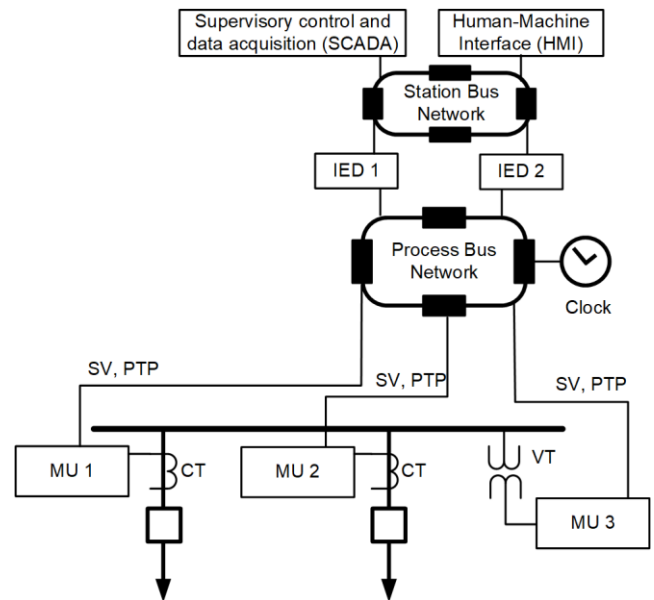 Supervisory control and
data acquisition (SCADA)
Human-Machine
Interface (HMI)
Station Bus
Network
IED 1
IED 2
Process Bus
Network
Clock
SV, PTP
SV, PTP
SV, PTP
MU 1
CT
MU 2
CT
VT
MU 3